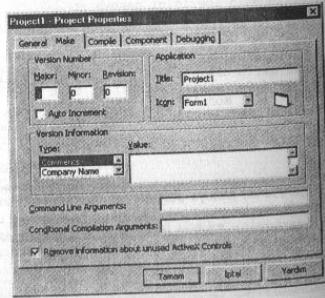 Project1 - Project Properties
General Make Compile Component Debugging
Version Number
Major: Minor: Revision:
0 0
Auto Increment
Application
Title: Project1
Icon: Form1
Version Information
Type: Value:
Comments
Company Name
Command Line Arguments:
Conditional Compilation Arguments:
Remove information about unused ActiveX Controls
Tamam İptal Yardım